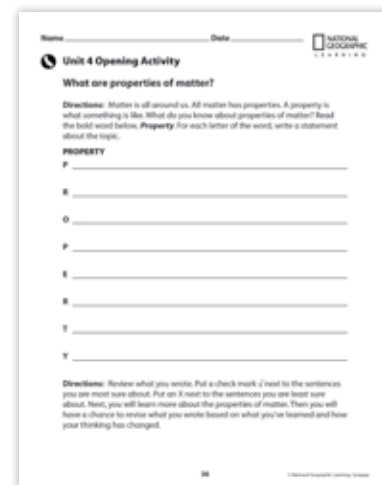 Name Date
NATIONAL
GEOGRAPHIC
LEARNING
Unit 4 Opening Activity
What are properties of matter?
Directions: Matter is all around us. All matter has properties. A property is
what something is like. What do you know about properties of matter? Read
the bold word below, Property. For each letter of the word, write a statement
about the topic.
PROPERTY
P
R
O
P
E
R
T
Y
Directions: Review what you wrote. Put a check mark √ next to the sentences
you are most sure about. Put an X next to the sentences you are least sure
about. Next, you will learn more about the properties of matter. Then you will
have a chance to revise what you wrote based on what you've learned and how
your thinking has changed.
36
© National Geographic Learning, Cengage